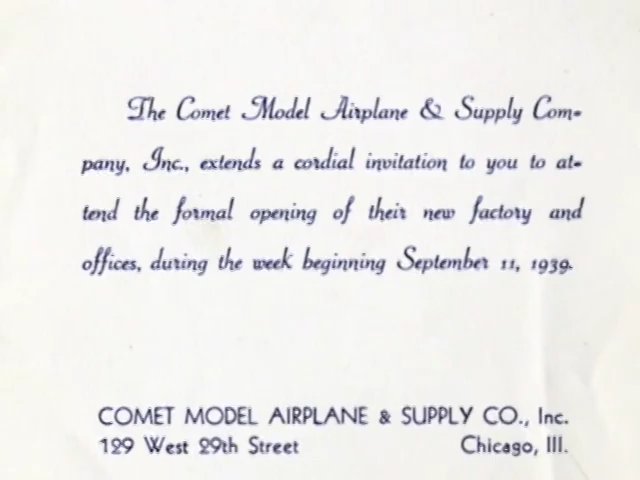 The Comet Model Airplane & Supply Com-
pany, Inc., extends a cordial invitation to you to at-
tend the formal opening of their new factory and
offices, during the week beginning September 11, 1939.
COMET MODEL AIRPLANE & SUPPLY CO., Inc.
129 West 29th Street Chicago, Ill.